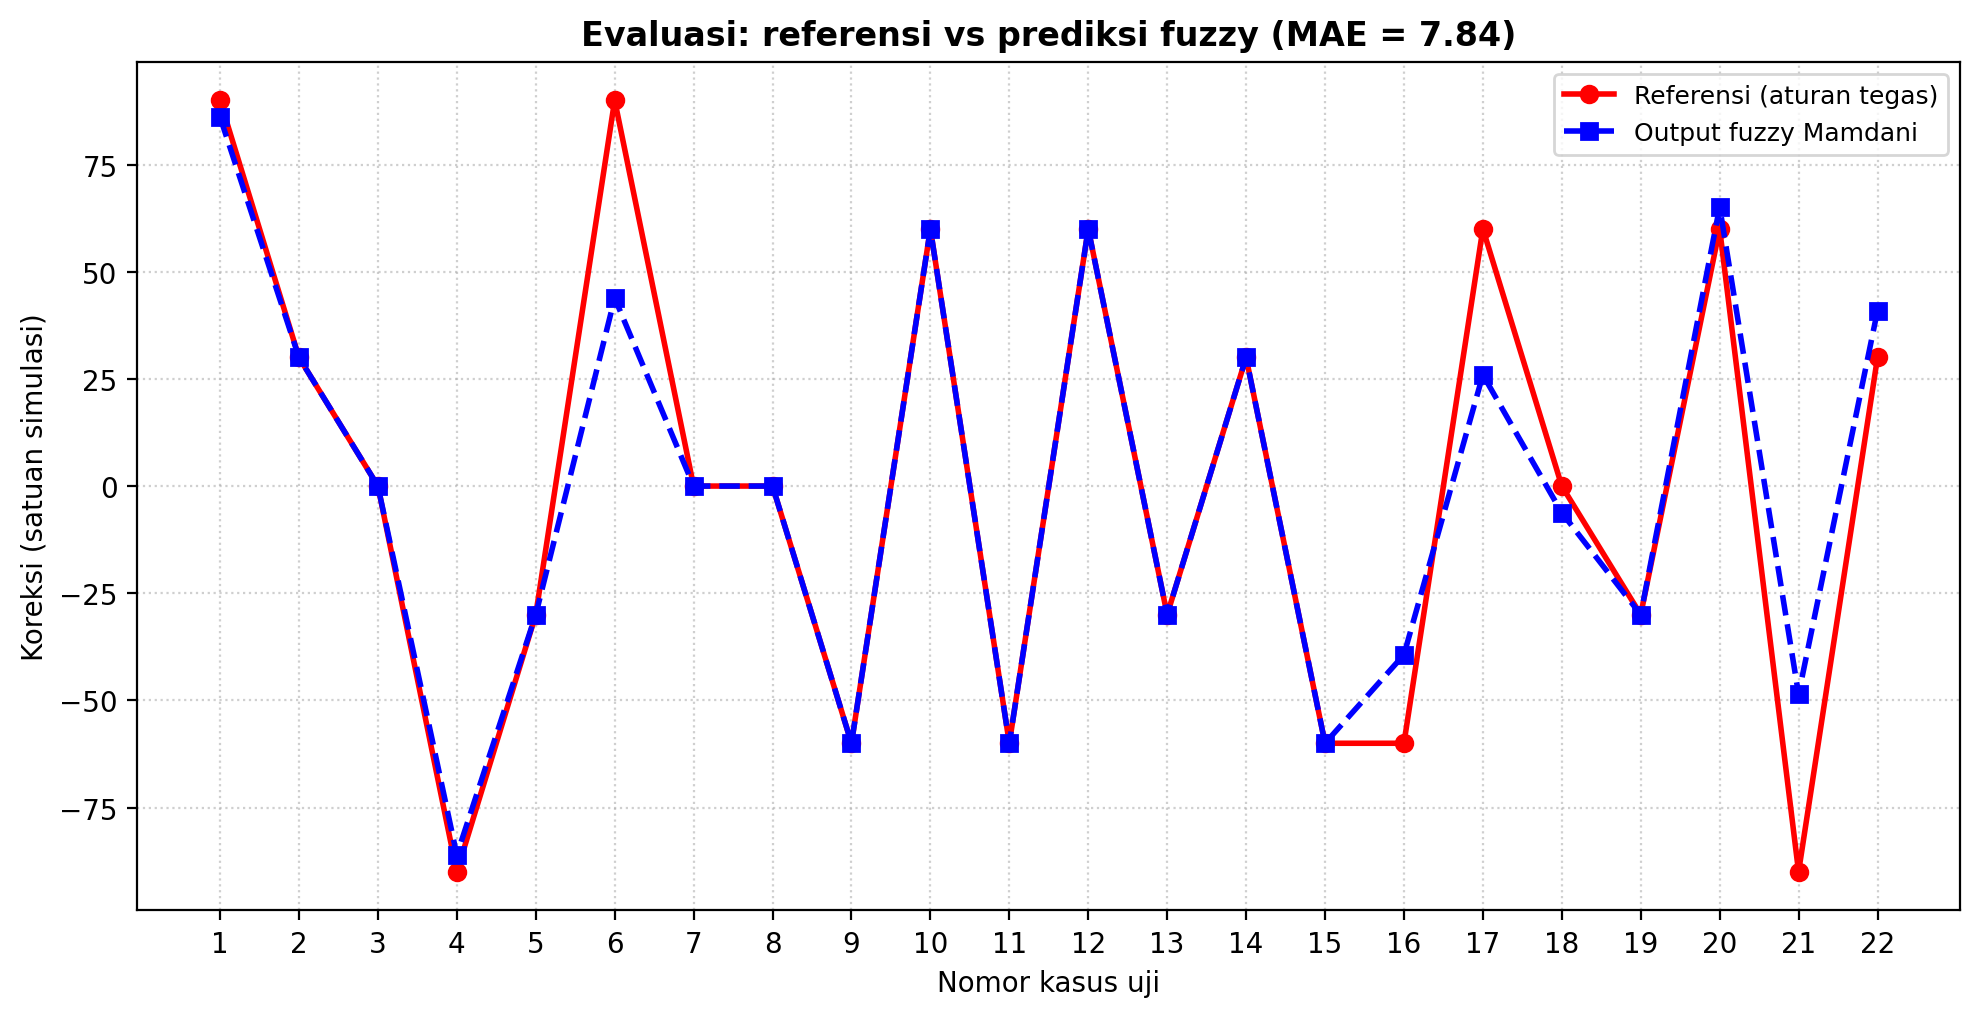 Evaluasi: referensi vs prediksi fuzzy (MAE = 7.84)
Referensi (aturan tegas)
Output fuzzy Mamdani
Koreksi (satuan simulasi)
75
50
25
0
−25
−50
−75
1 2 3 4 5 6 7 8 9 10 11 12 13 14 15 16 17 18 19 20 21 22
Nomor kasus uji